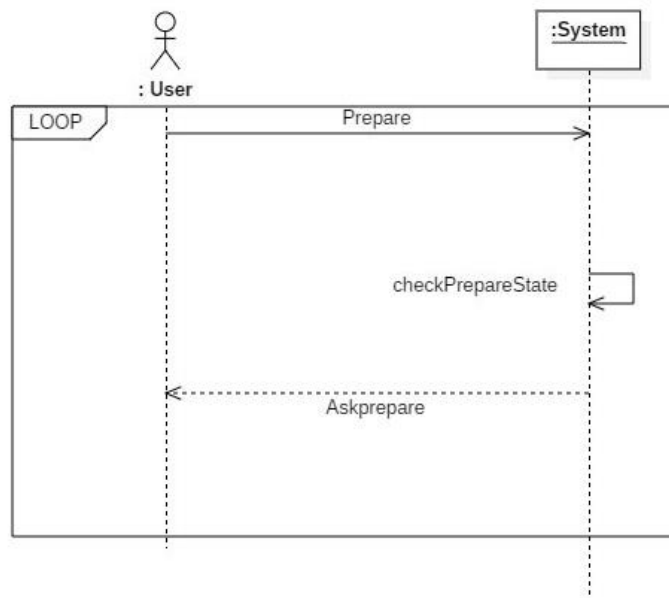 :System
: User
LOOP
Prepare
checkPrepareState
Askprepare